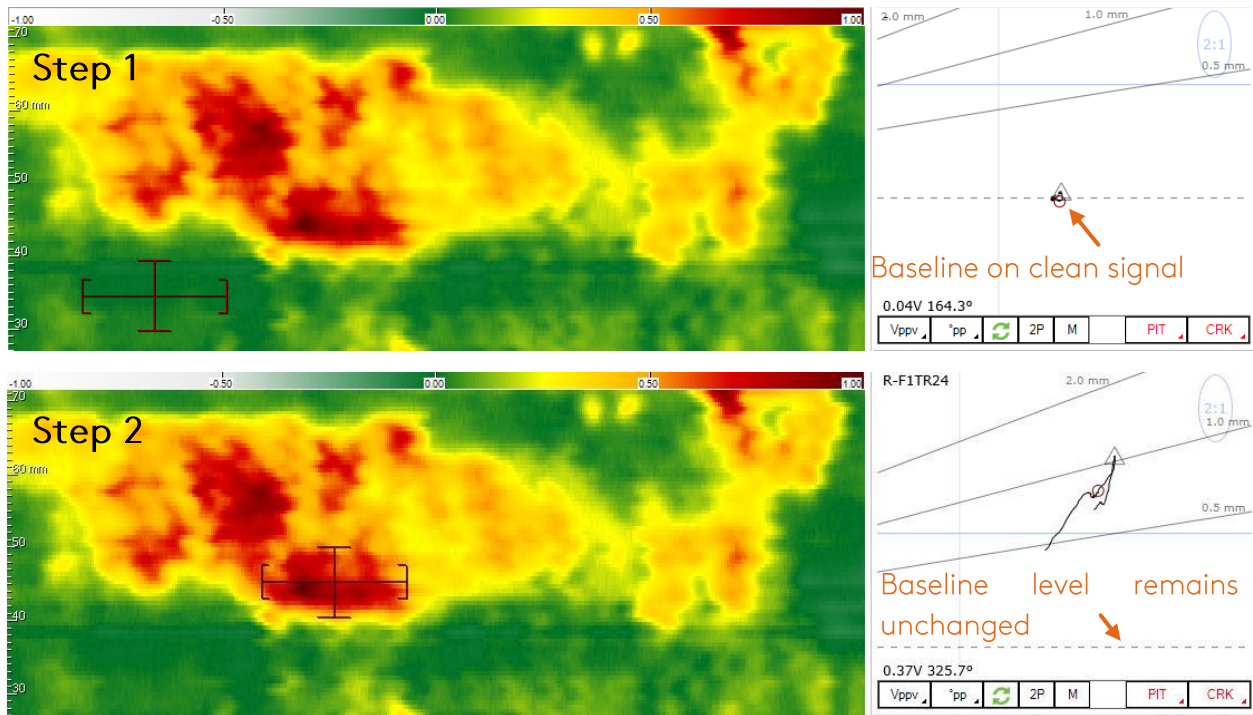 -1.00 -0.50 0.00 0.50 1.00
70
Step 1
60 mm
50
40
30
2.0 mm 1.0 mm
2:1
0.5 mm
Baseline on clean signal
0.04V 164.3°
Vppv °pp 2P M PIT CRK
-1.00 -0.50 0.00 0.50 1.00
70
Step 2
60 mm
50
40
30
R-F1TR24
2.0 mm
2:1
1.0 mm
0.5 mm
Baseline level remains
unchanged
0.37V 325.7°
Vppv °pp 2P M PIT CRK